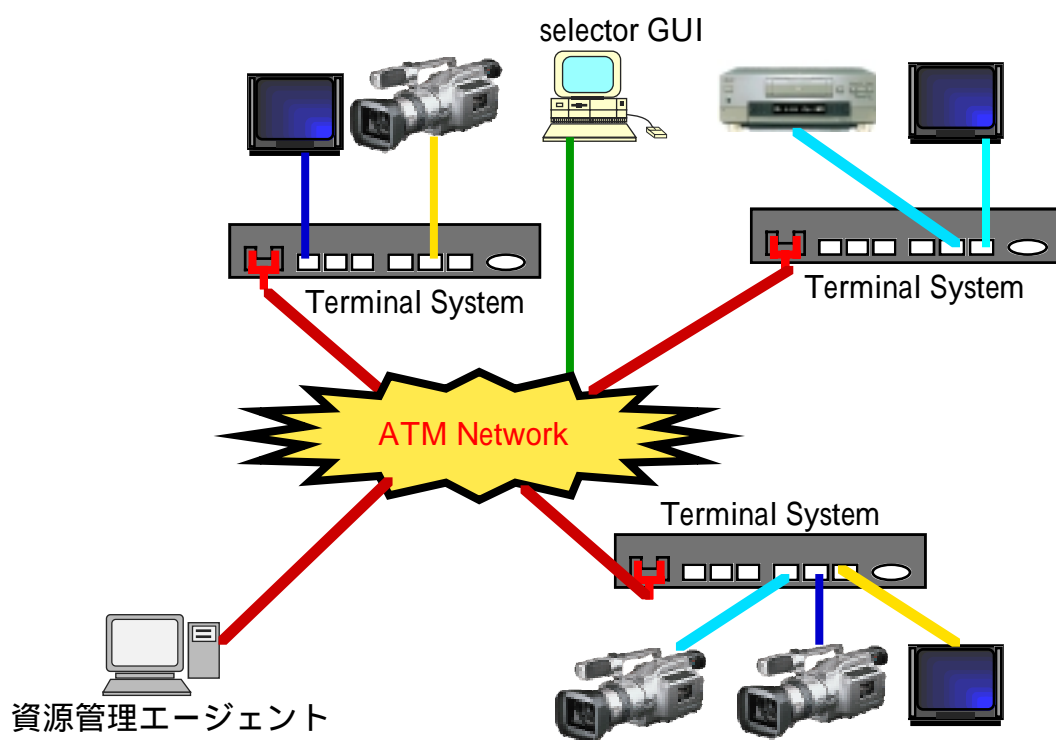 selector GUI
Terminal System
Terminal System
ATM Network
Terminal System
資源管理エージェント